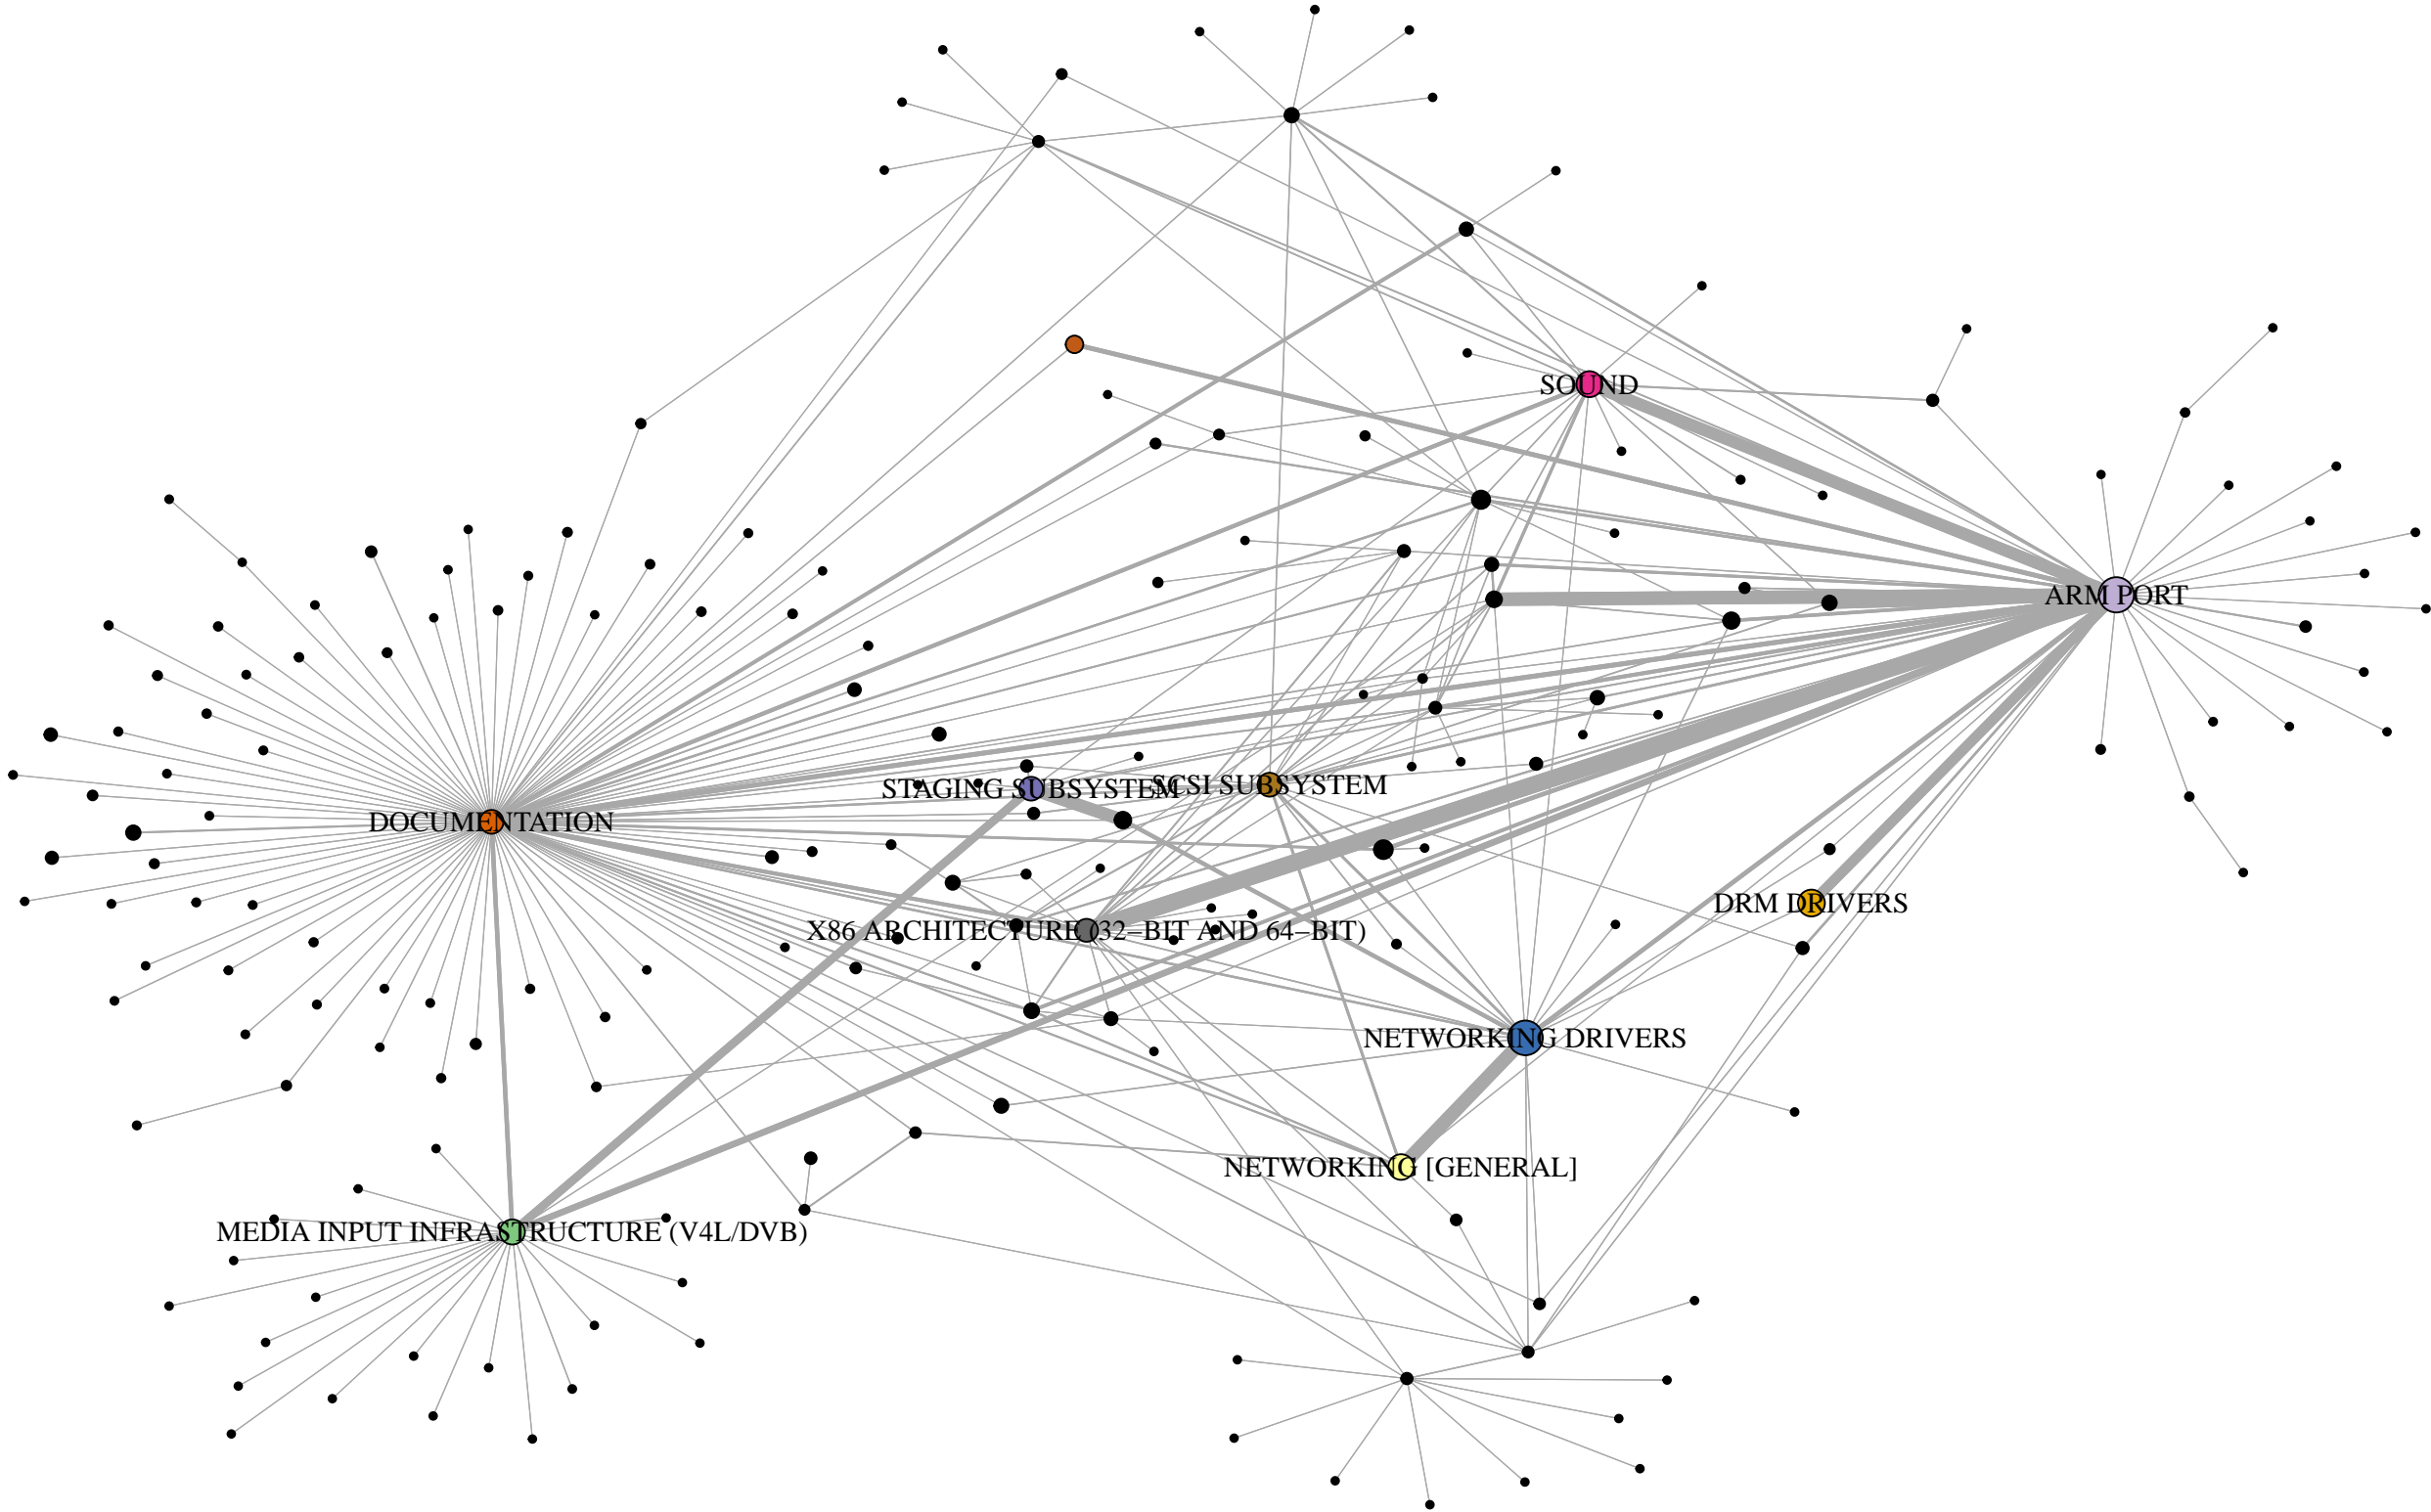 SOUND
ARM PORT
STAGING SUBSYSTEM
SCSI SUBSYSTEM
DOCUMENTATION
DRM DRIVERS
X86 ARCHITECTURE (32−BIT AND 64−BIT)
NETWORKING DRIVERS
NETWORKING [GENERAL]
MEDIA INPUT INFRASTRUCTURE (V4L/DVB)